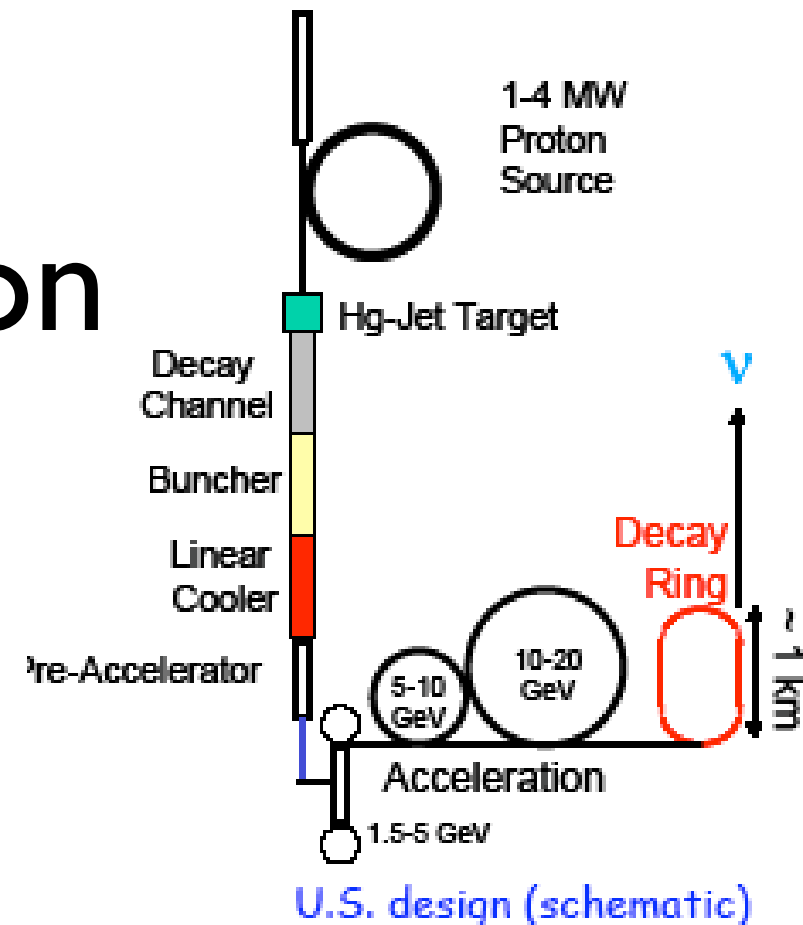 1-4 MW
Proton
Source
on
Hg-Jet Target
Decay
Channel
ν
Buncher
Decay
Ring
Linear
Cooler
~ 1 km
Pre-Accelerator
5-10
GeV
10-20
GeV
Acceleration
1.5-5 GeV
U.S. design (schematic)